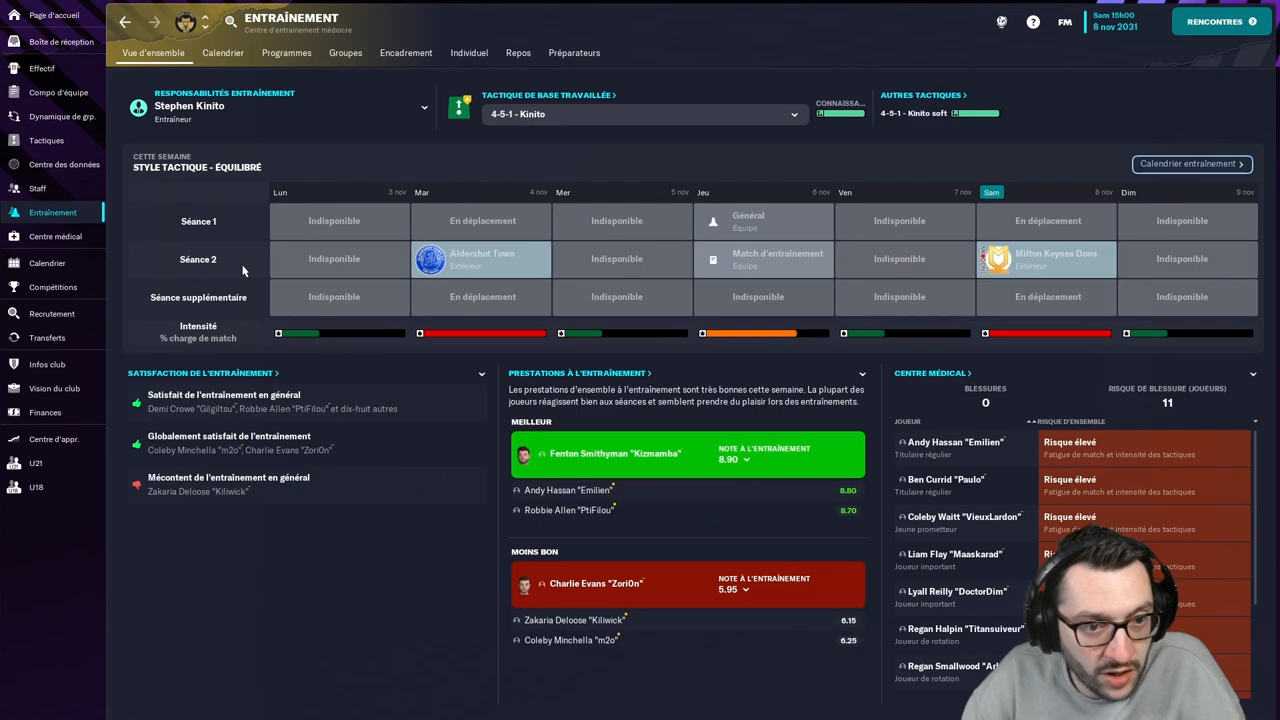 Page d'accueil
Boîte de réception
Effectif
Compo d'équipe
Dynamique de grp.
Tactiques
Centre des données
Staff
Entraînement
Centre médical
Calendrier
Compétitions
Recrutement
Transferts
Infos club
Vision du club
Finances
Centre d'appr.
U21
U18
ENTRAÎNEMENT
Centre d'entraînement médiocre
FM
Sam 15h00
8 nov 2031
RENCONTRES
Vue d'ensemble
Calendrier
Programmes
Groupes
Encadrement
Individuel
Repos
Préparateurs
RESPONSABILITÉS ENTRAÎNEMENT
Stephen Kinito
Entraîneur
TACTIQUE DE BASE TRAVAILLÉE
4-5-1 - Kinito
CONNAISSA...
AUTRES TACTIQUES
4-5-1 - Kinito soft
CETTE SEMAINE
STYLE TACTIQUE - ÉQUILIBRÉ
Calendrier entraînement
Lun 3 nov Mar 4 nov Mer 5 nov Jeu 6 nov Ven 7 nov Sam 8 nov Dim 9 nov
Séance 1 Indisponible En déplacement Indisponible Général Équipe Indisponible En déplacement Indisponible
Séance 2 Indisponible Aldersbot Town Extérieur Indisponible Match d'entraînement Équipe Indisponible Milton Keynes Dons Extérieur Indisponible
Séance supplémentaire Indisponible En déplacement Indisponible Indisponible Indisponible En déplacement Indisponible
Intensité
% charge de match
SATISFACTION DE L'ENTRAÎNEMENT
Satisfait de l'entraînement en général
Demi Crowe "Gilgiltsu", Robbie Allen "PtiFilou" et dix-huit autres
Globalement satisfait de l'entraînement
Coleby Minchella "m2o", Charlie Evans "Zori0n"
Mécontent de l'entraînement en général
Zakaria Deloose "Kiliwick"
PRESTATIONS À L'ENTRAÎNEMENT
Les prestations d'ensemble à l'entraînement sont très bonnes cette semaine. La plupart des
joueurs réagissent bien aux séances et semblent prendre du plaisir lors des entraînements.
MEILLEUR
Fenton Smithyman "Kizmamba"
NOTE À L'ENTRAÎNEMENT
8.90
Andy Hassan "Emilien" 8.80
Robbie Allen "PtiFilou" 8.70
MOINS BON
Charlie Evans "Zori0n"
NOTE À L'ENTRAÎNEMENT
5.95
Zakaria Deloose "Kiliwick" 6.15
Coleby Minchella "m2o" 6.25
CENTRE MÉDICAL
BLESSURES
0
RISQUE DE BLESSURE (JOUEURS)
11
JOUEUR RISQUE D'ENSEMBLE
Andy Hassan "Emilien" Risque élevé
Titulaire régulier Fatigue de match et intensité des tactiques
Ben Currid "Paulo" Risque élevé
Titulaire régulier Fatigue de match et intensité des tactiques
Coleby Waitt "VieuxLardon" Risque élevé
Jeune prometteur Fatigue de match et intensité des tactiques
Liam Flay "Maaskarad"
Joueur important
Lyall Reilly "DoctorDim"
Joueur important
Regan Halpin "Titansuiveur"
Joueur de rotation
Regan Smallwood
Joueur de rotation